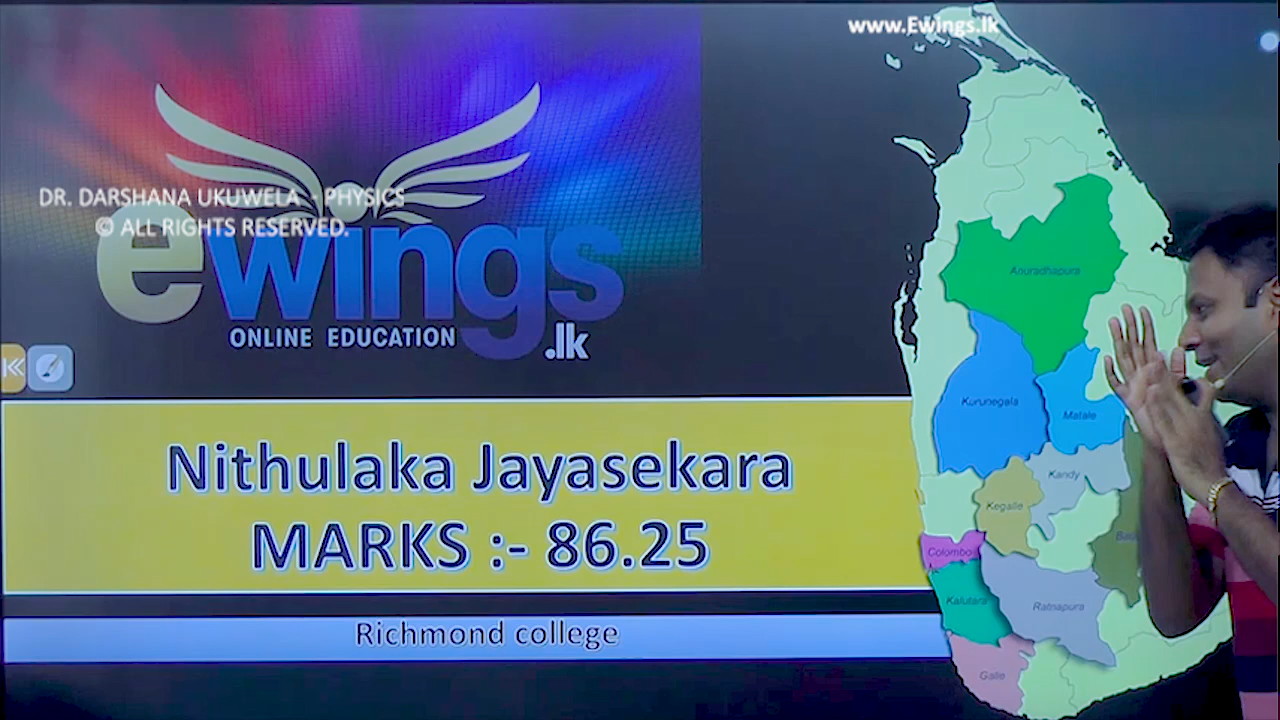 www.Ewings.lk
DR. DARSHANA UKUWELA - PHYSICS
© ALL RIGHTS RESERVED.
ewings
ONLINE EDUCATION
.lk
Nithulaka Jayasekara
MARKS :- 86.25
Richmond college
Anuradhapura
Kurunegala
Matale
Kandy
Kegalle
Colombo
Kalutara
Ratnapura
Galle